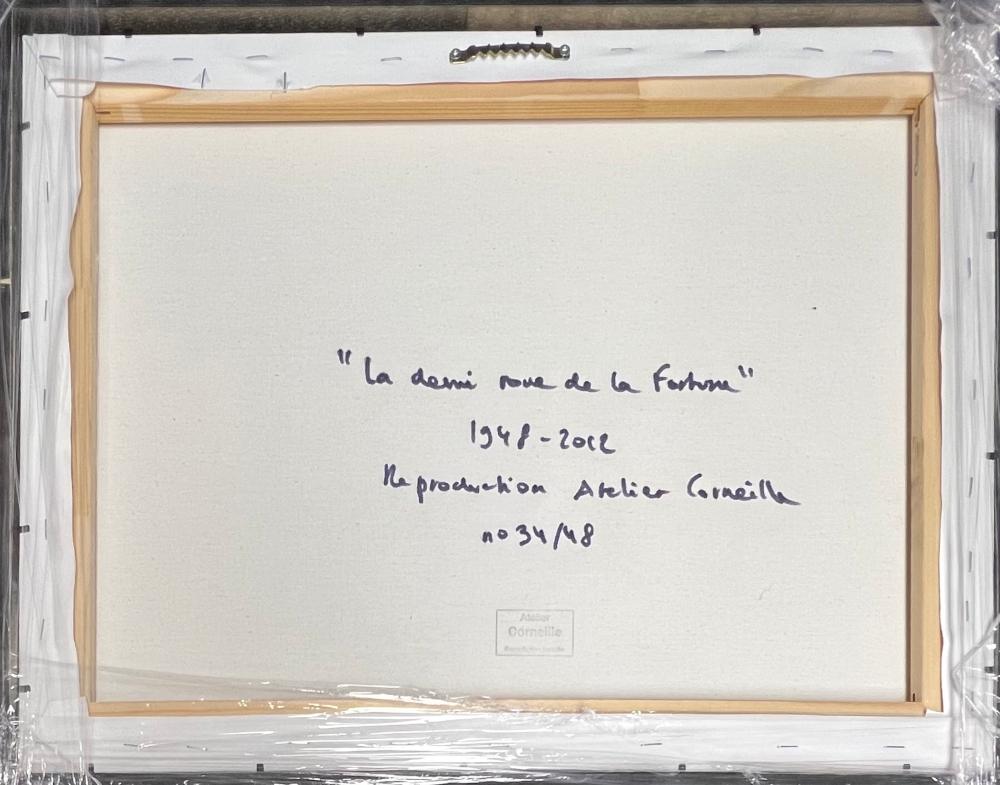 "La demi roue de la Fortune"
1948-2012
Reproduction Atelier Corneille
no 34/48
Atelier
Corneille